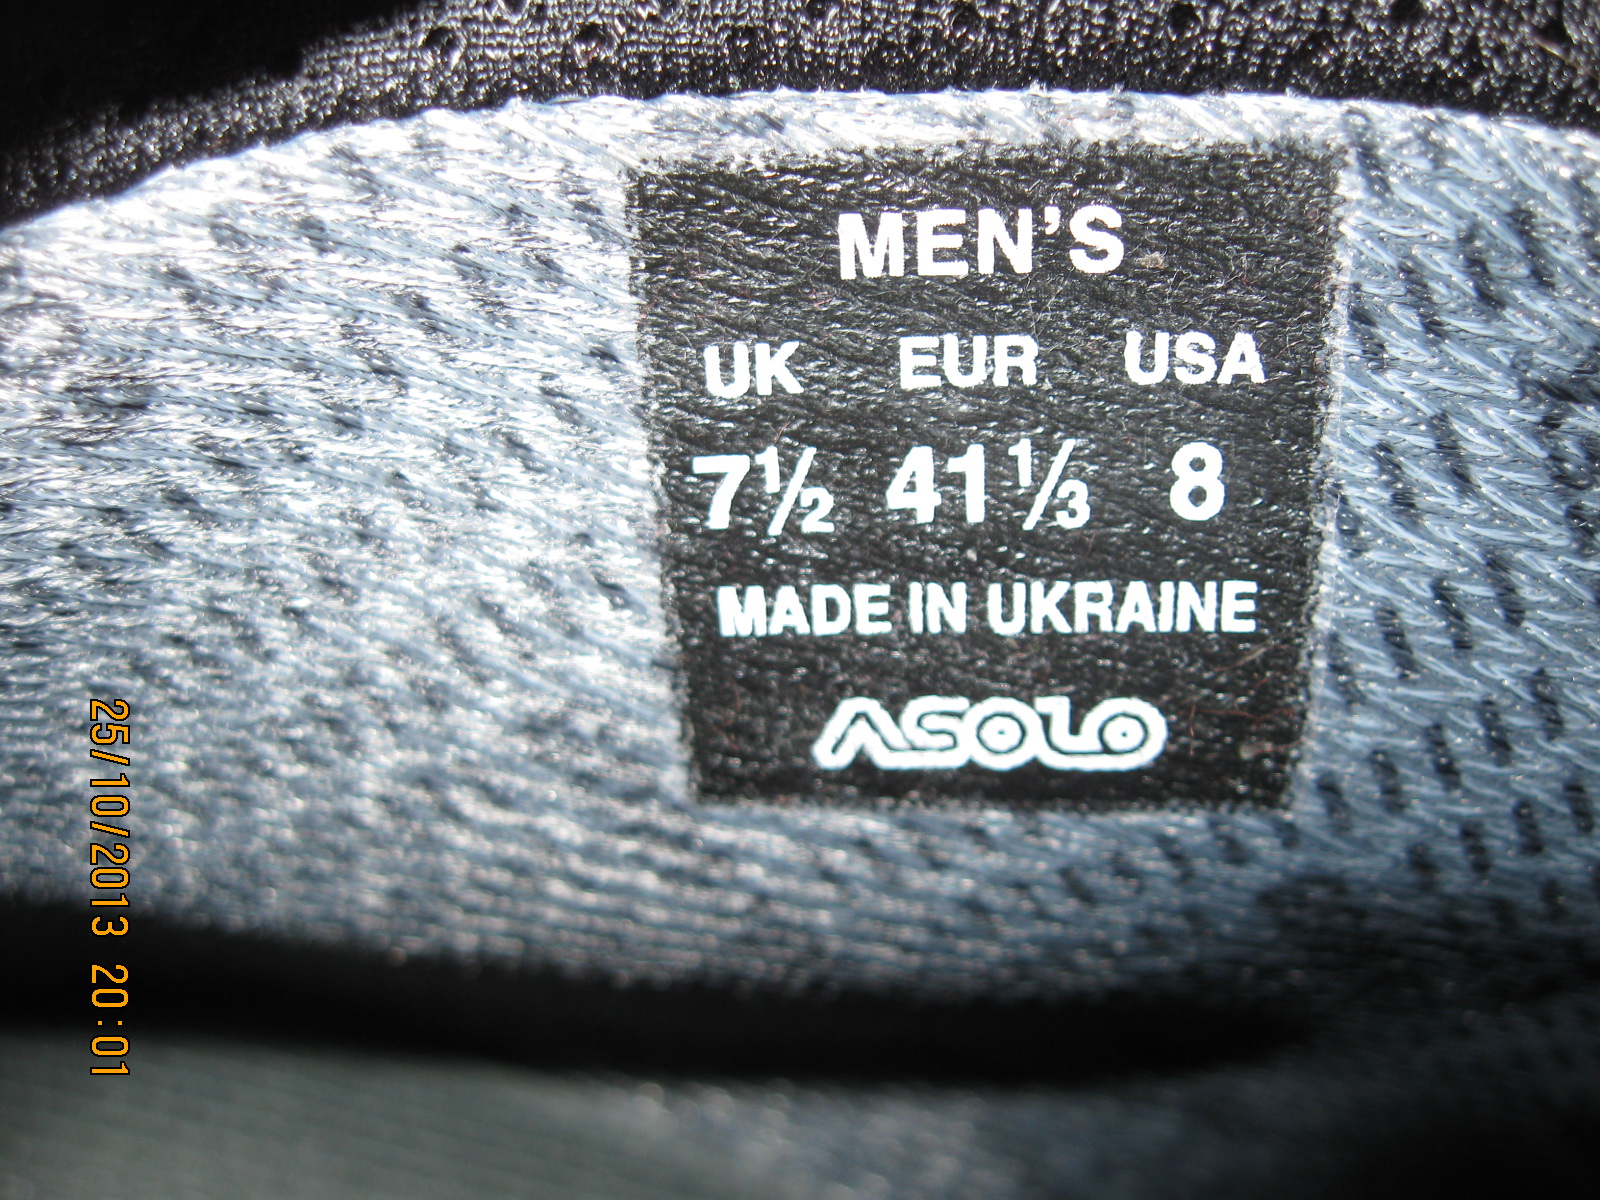 MEN'S
UK EUR USA
7½ 41⅓ 8
MADE IN UKRAINE
ASOLO
25/10/2013 20:01